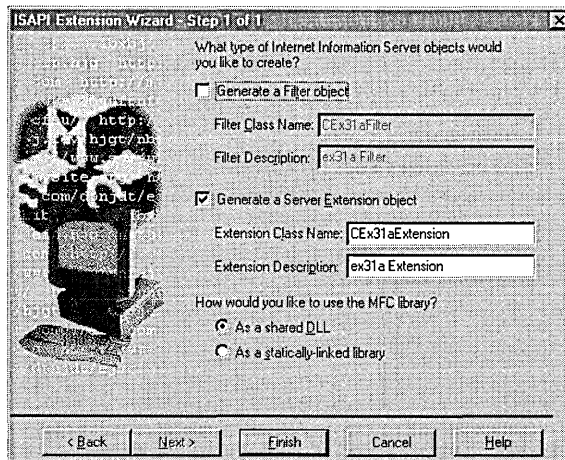 ISAPI Extension Wizard - Step 1 of 1
What type of Internet Information Server objects would
you like to create?
Generate a Filter object
Filter Class Name: CEx31aFilter
Filter Description: ex31a Filter
Generate a Server Extension object
Extension Class Name: CEx31aExtension
Extension Description: ex31a Extension
How would you like to use the MFC library?
As a shared DLL
As a statically-linked library
< Back
Next >
Finish
Cancel
Help